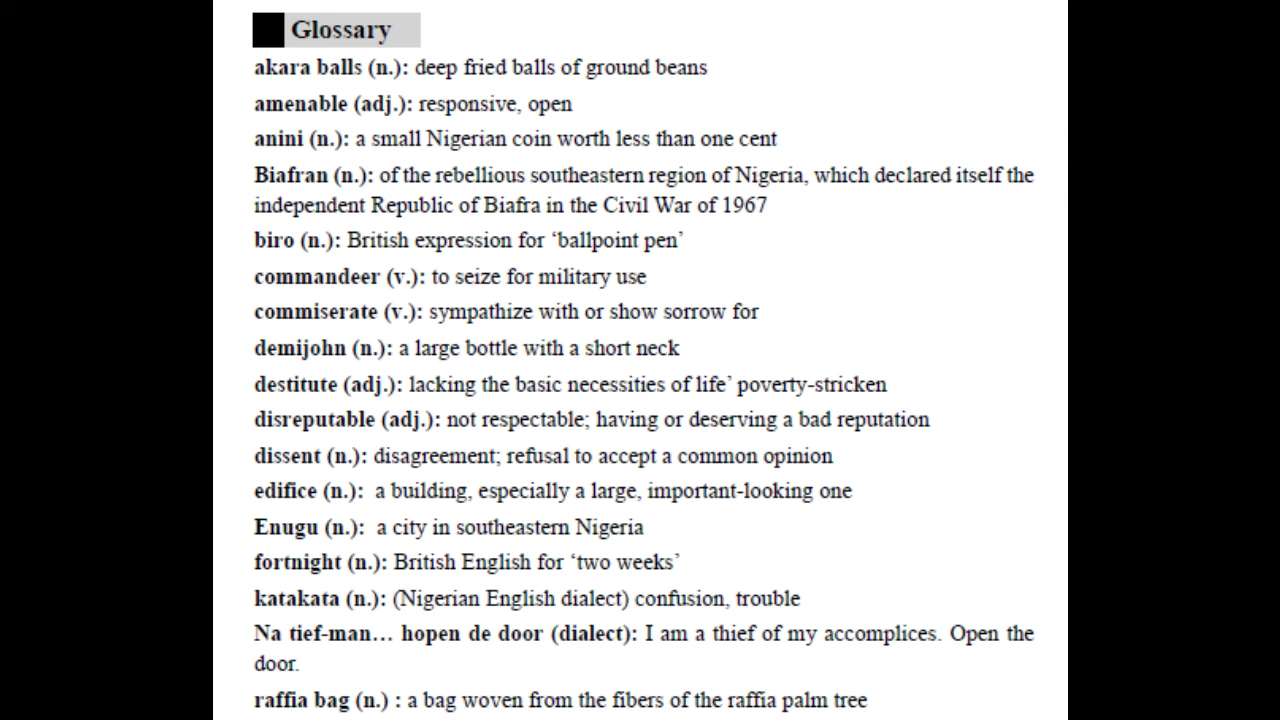 Glossary
akara balls (n.): deep fried balls of ground beans
amenable (adj.): responsive, open
anini (n.): a small Nigerian coin worth less than one cent
Biafran (n.): of the rebellious southeastern region of Nigeria, which declared itself the
independent Republic of Biafra in the Civil War of 1967
biro (n.): British expression for ‘ballpoint pen’
commandeer (v.): to seize for military use
commiserate (v.): sympathize with or show sorrow for
demijohn (n.): a large bottle with a short neck
destitute (adj.): lacking the basic necessities of life’ poverty-stricken
disreputable (adj.): not respectable; having or deserving a bad reputation
dissent (n.): disagreement; refusal to accept a common opinion
edifice (n.): a building, especially a large, important-looking one
Enugu (n.): a city in southeastern Nigeria
fortnight (n.): British English for ‘two weeks’
katakata (n.): (Nigerian English dialect) confusion, trouble
Na tief-man… hopen de door (dialect): I am a thief of my accomplices. Open the
door.
raffia bag (n.) : a bag woven from the fibers of the raffia palm tree